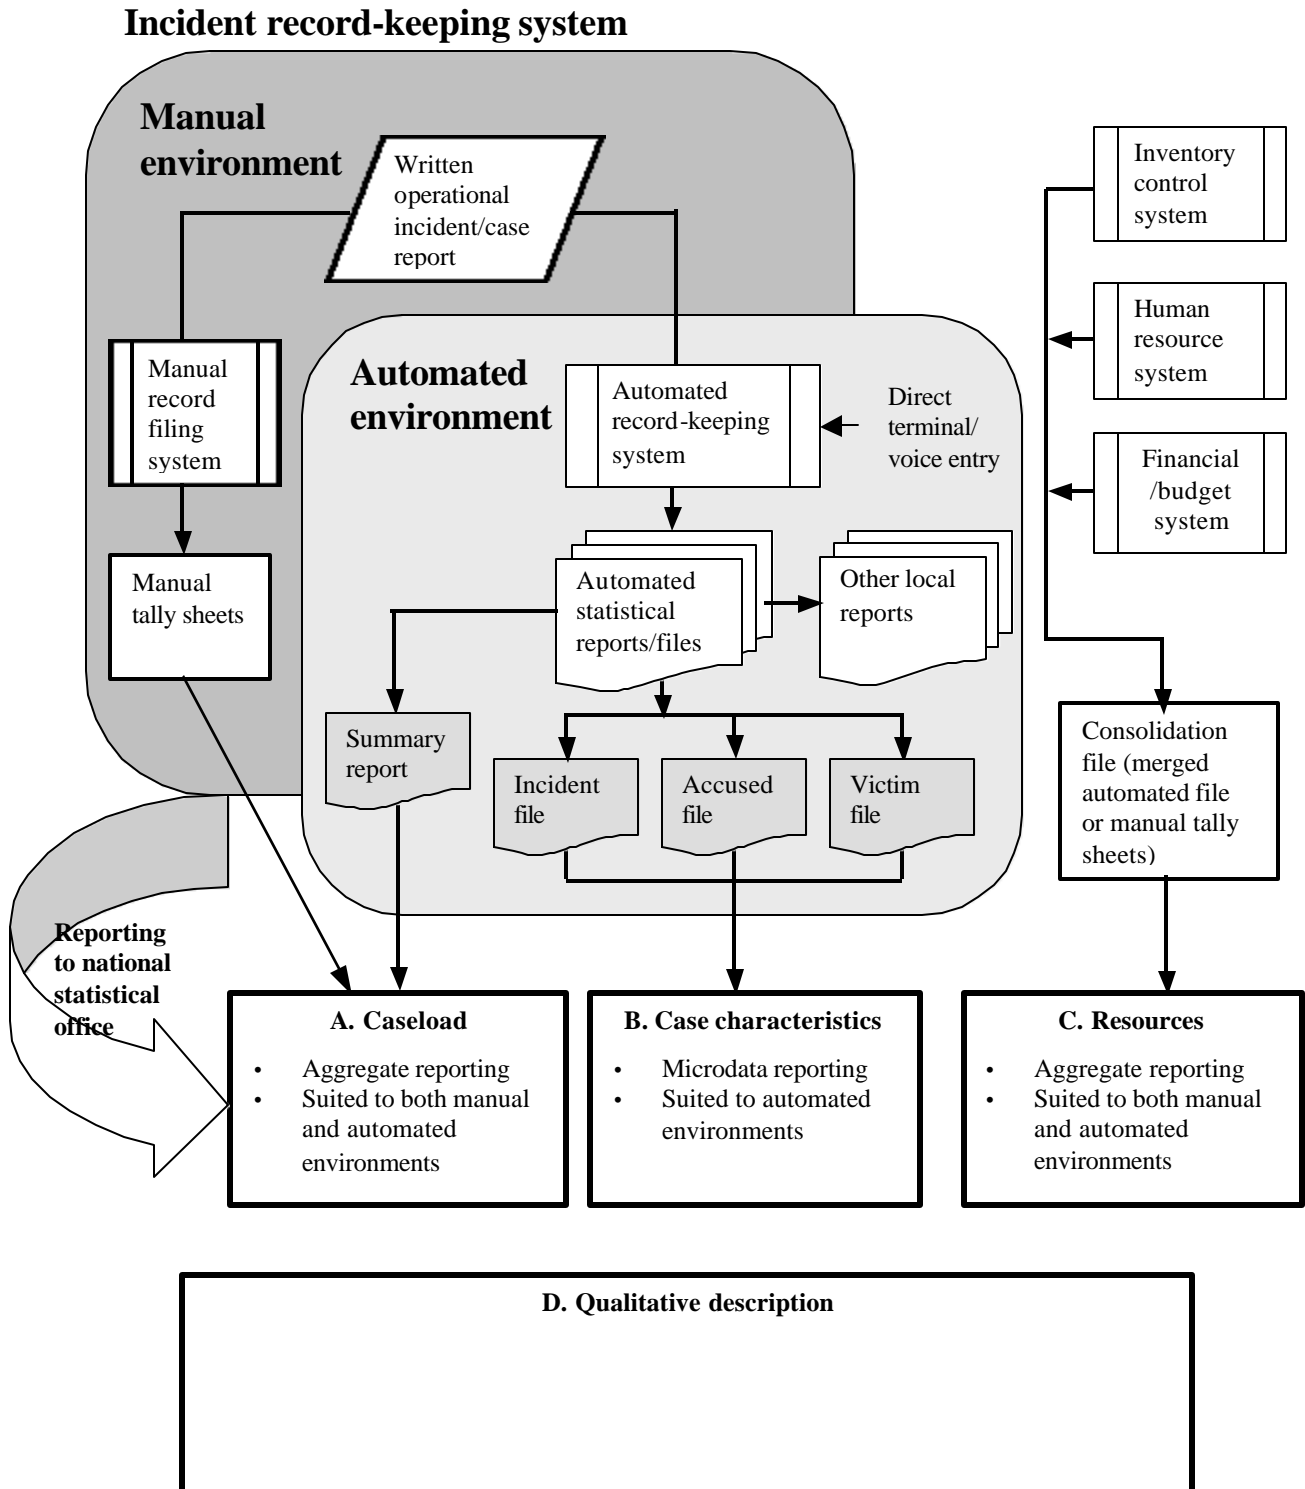 Incident record-keeping system
Manual
environment
Written
operational
incident/case
report
Inventory
control
system
Human
resource
system
Financial
/budget
system
Manual
record
filing
system
Automated
environment
Automated
record-keeping
system
Direct
terminal/
voice entry
Manual
tally sheets
Automated
statistical
reports/files
Other local
reports
Summary
report
Incident
file
Accused
file
Victim
file
Consolidation
file (merged
automated file
or manual tally
sheets)
Reporting
to national
statistical
office
A. Caseload
• Aggregate reporting
• Suited to both manual
and automated
environments
B. Case characteristics
• Microdata reporting
• Suited to automated
environments
C. Resources
• Aggregate reporting
• Suited to both manual
and automated
environments
D. Qualitative description